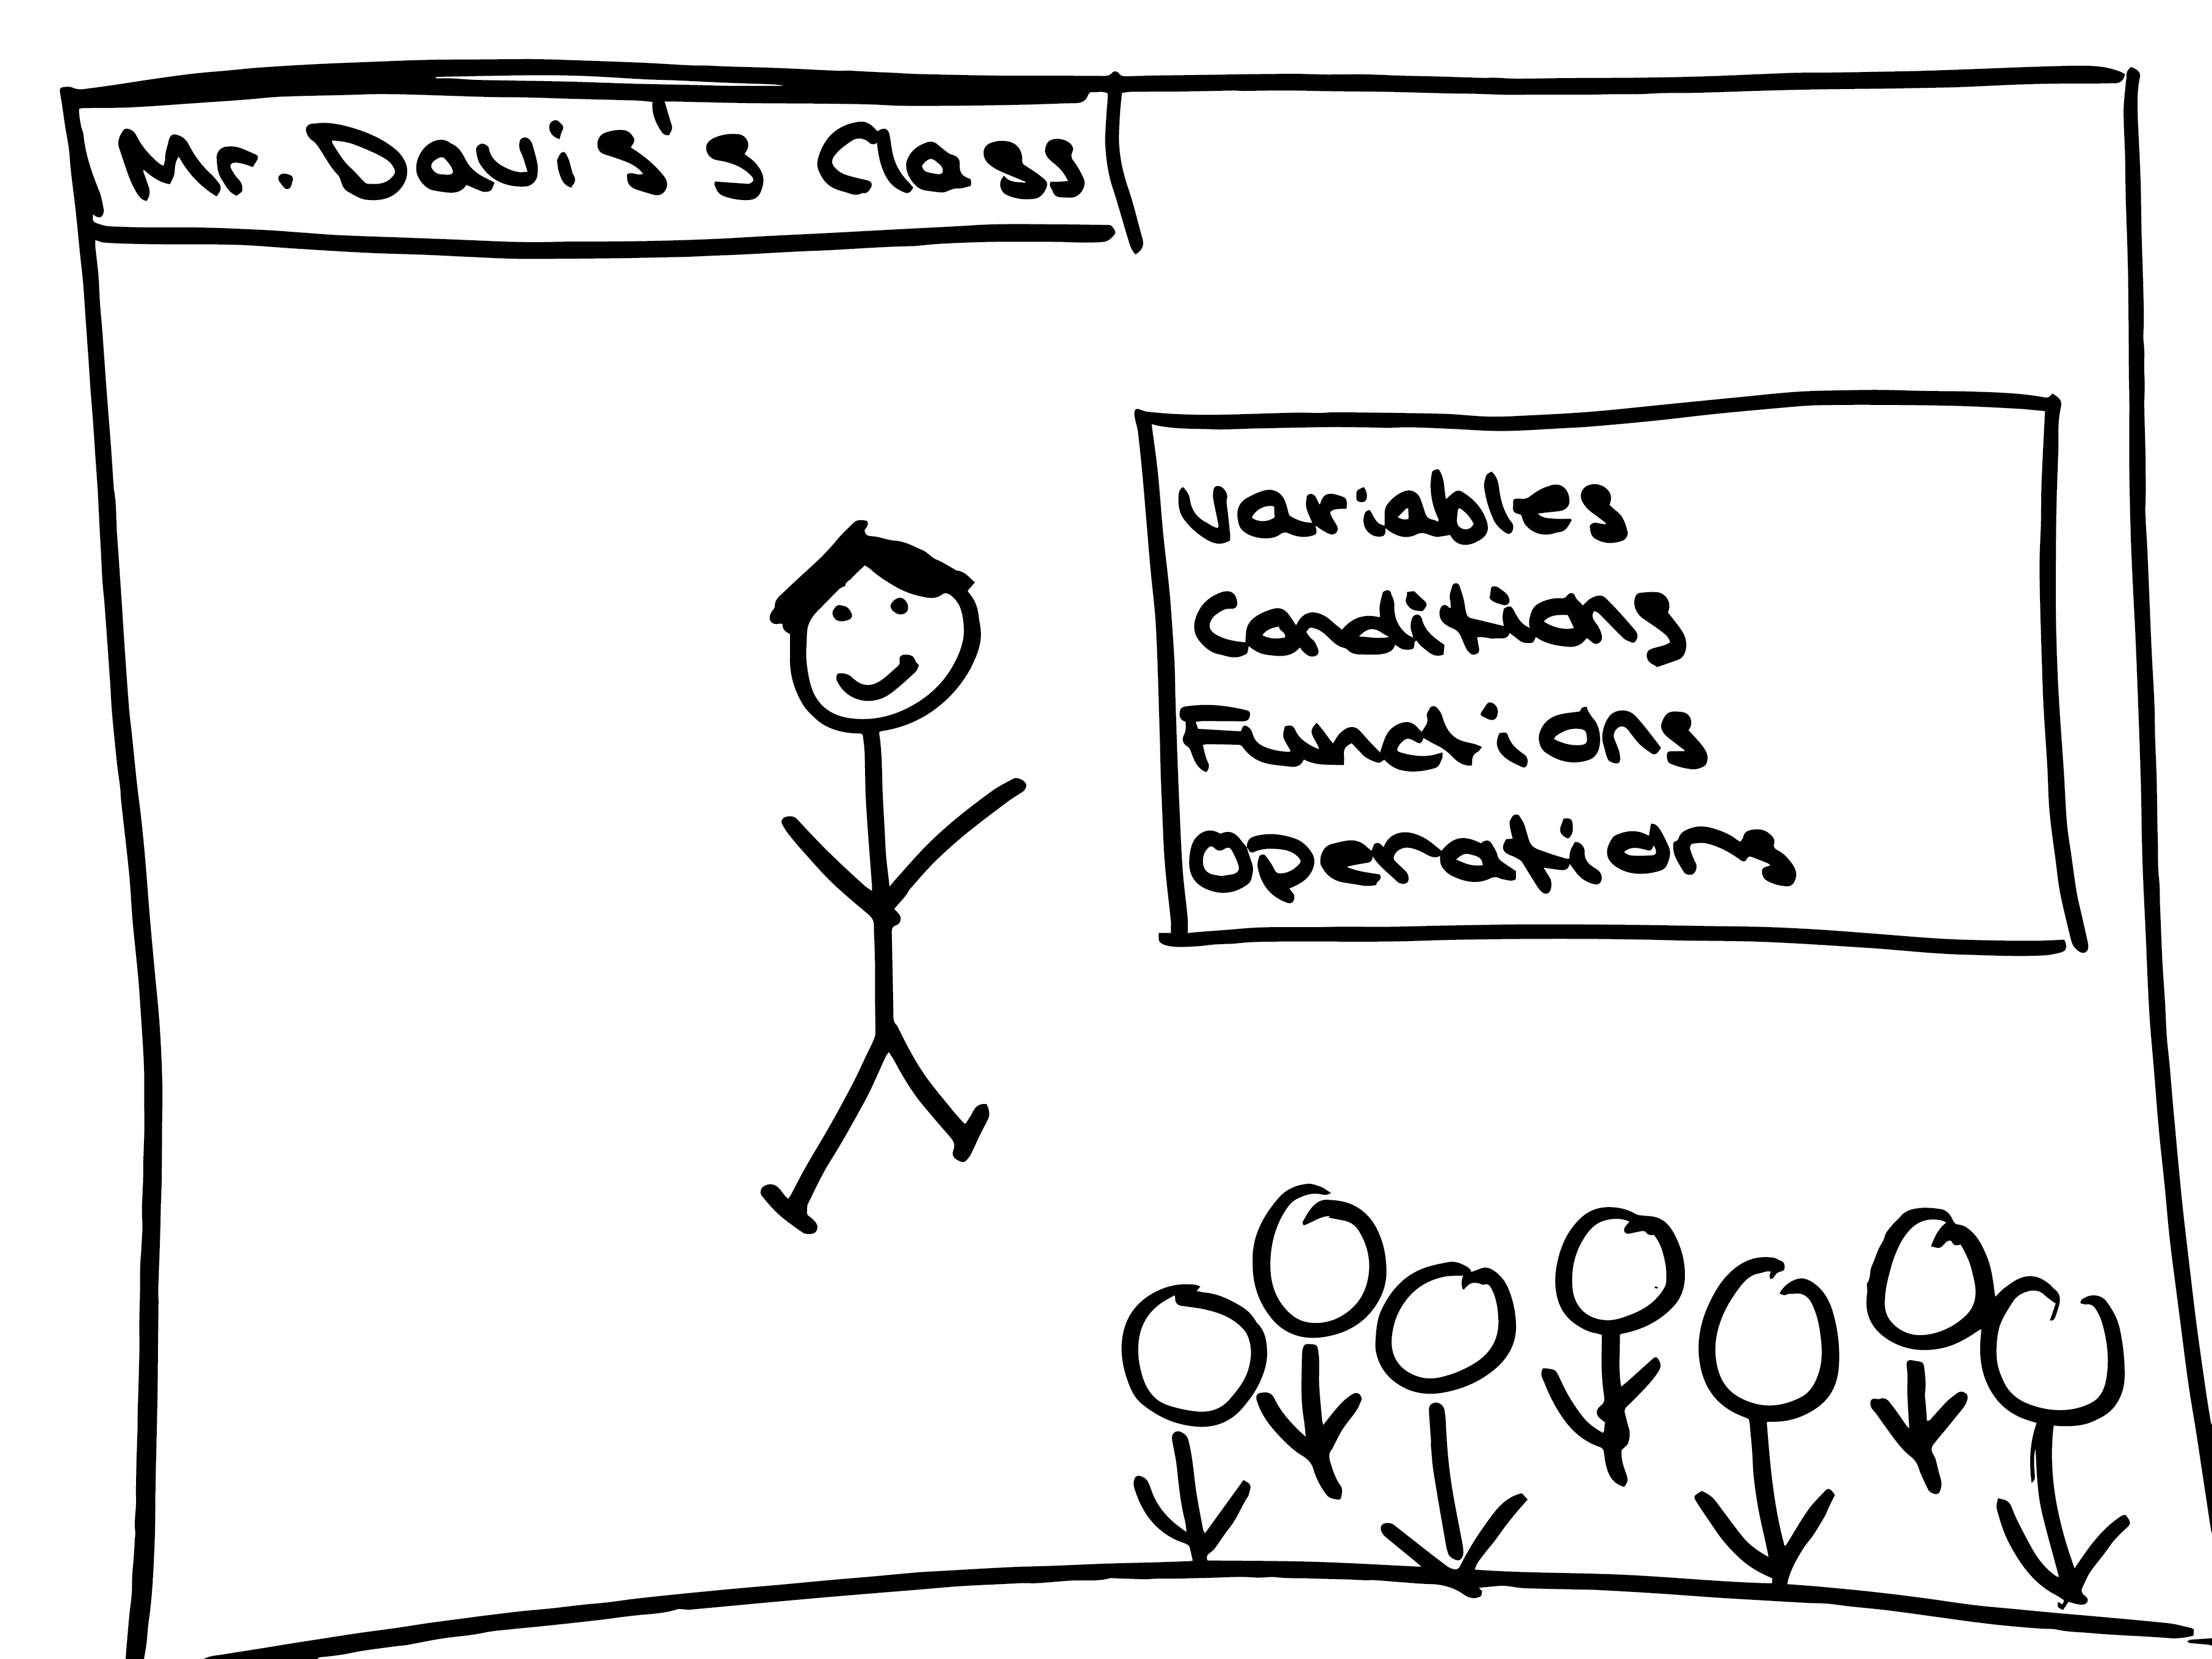 Mr. Davis's Class
Variables
Conditions
Functions
operations